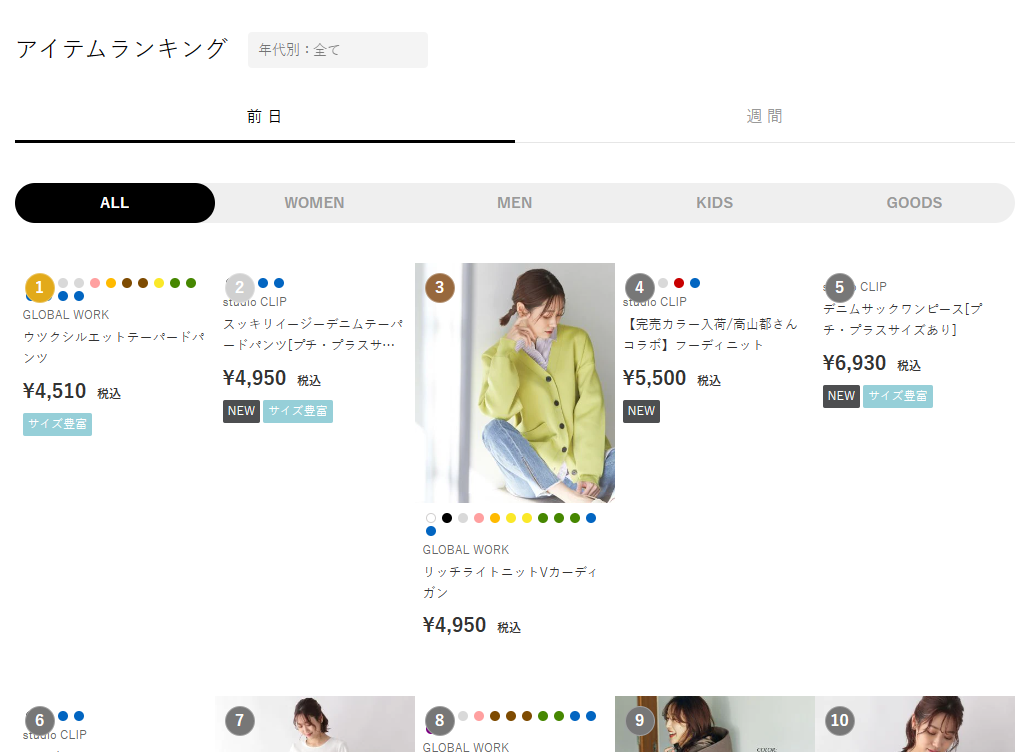 アイテムランキング
年代別：全て
前日
週間
ALL
WOMEN
MEN
KIDS
GOODS
1
GLOBAL WORK
ウツクシルエットテーパードパ
ンツ
¥4,510 税込
サイズ豊富
2
studio CLIP
スッキリイージーデニムテーパ
ードパンツ[プチ・プラスサ…
¥4,950 税込
NEW サイズ豊富
3
GLOBAL WORK
リッチライトニットVカーディ
ガン
¥4,950 税込
4
studio CLIP
【完売カラー入荷/高山都さん
コラボ】フーディニット
¥5,500 税込
NEW
5
studio CLIP
デニムサックワンピース[プ
チ・プラスサイズあり]
¥6,930 税込
NEW サイズ豊富
6
studio CLIP
7
8
GLOBAL WORK
9
10